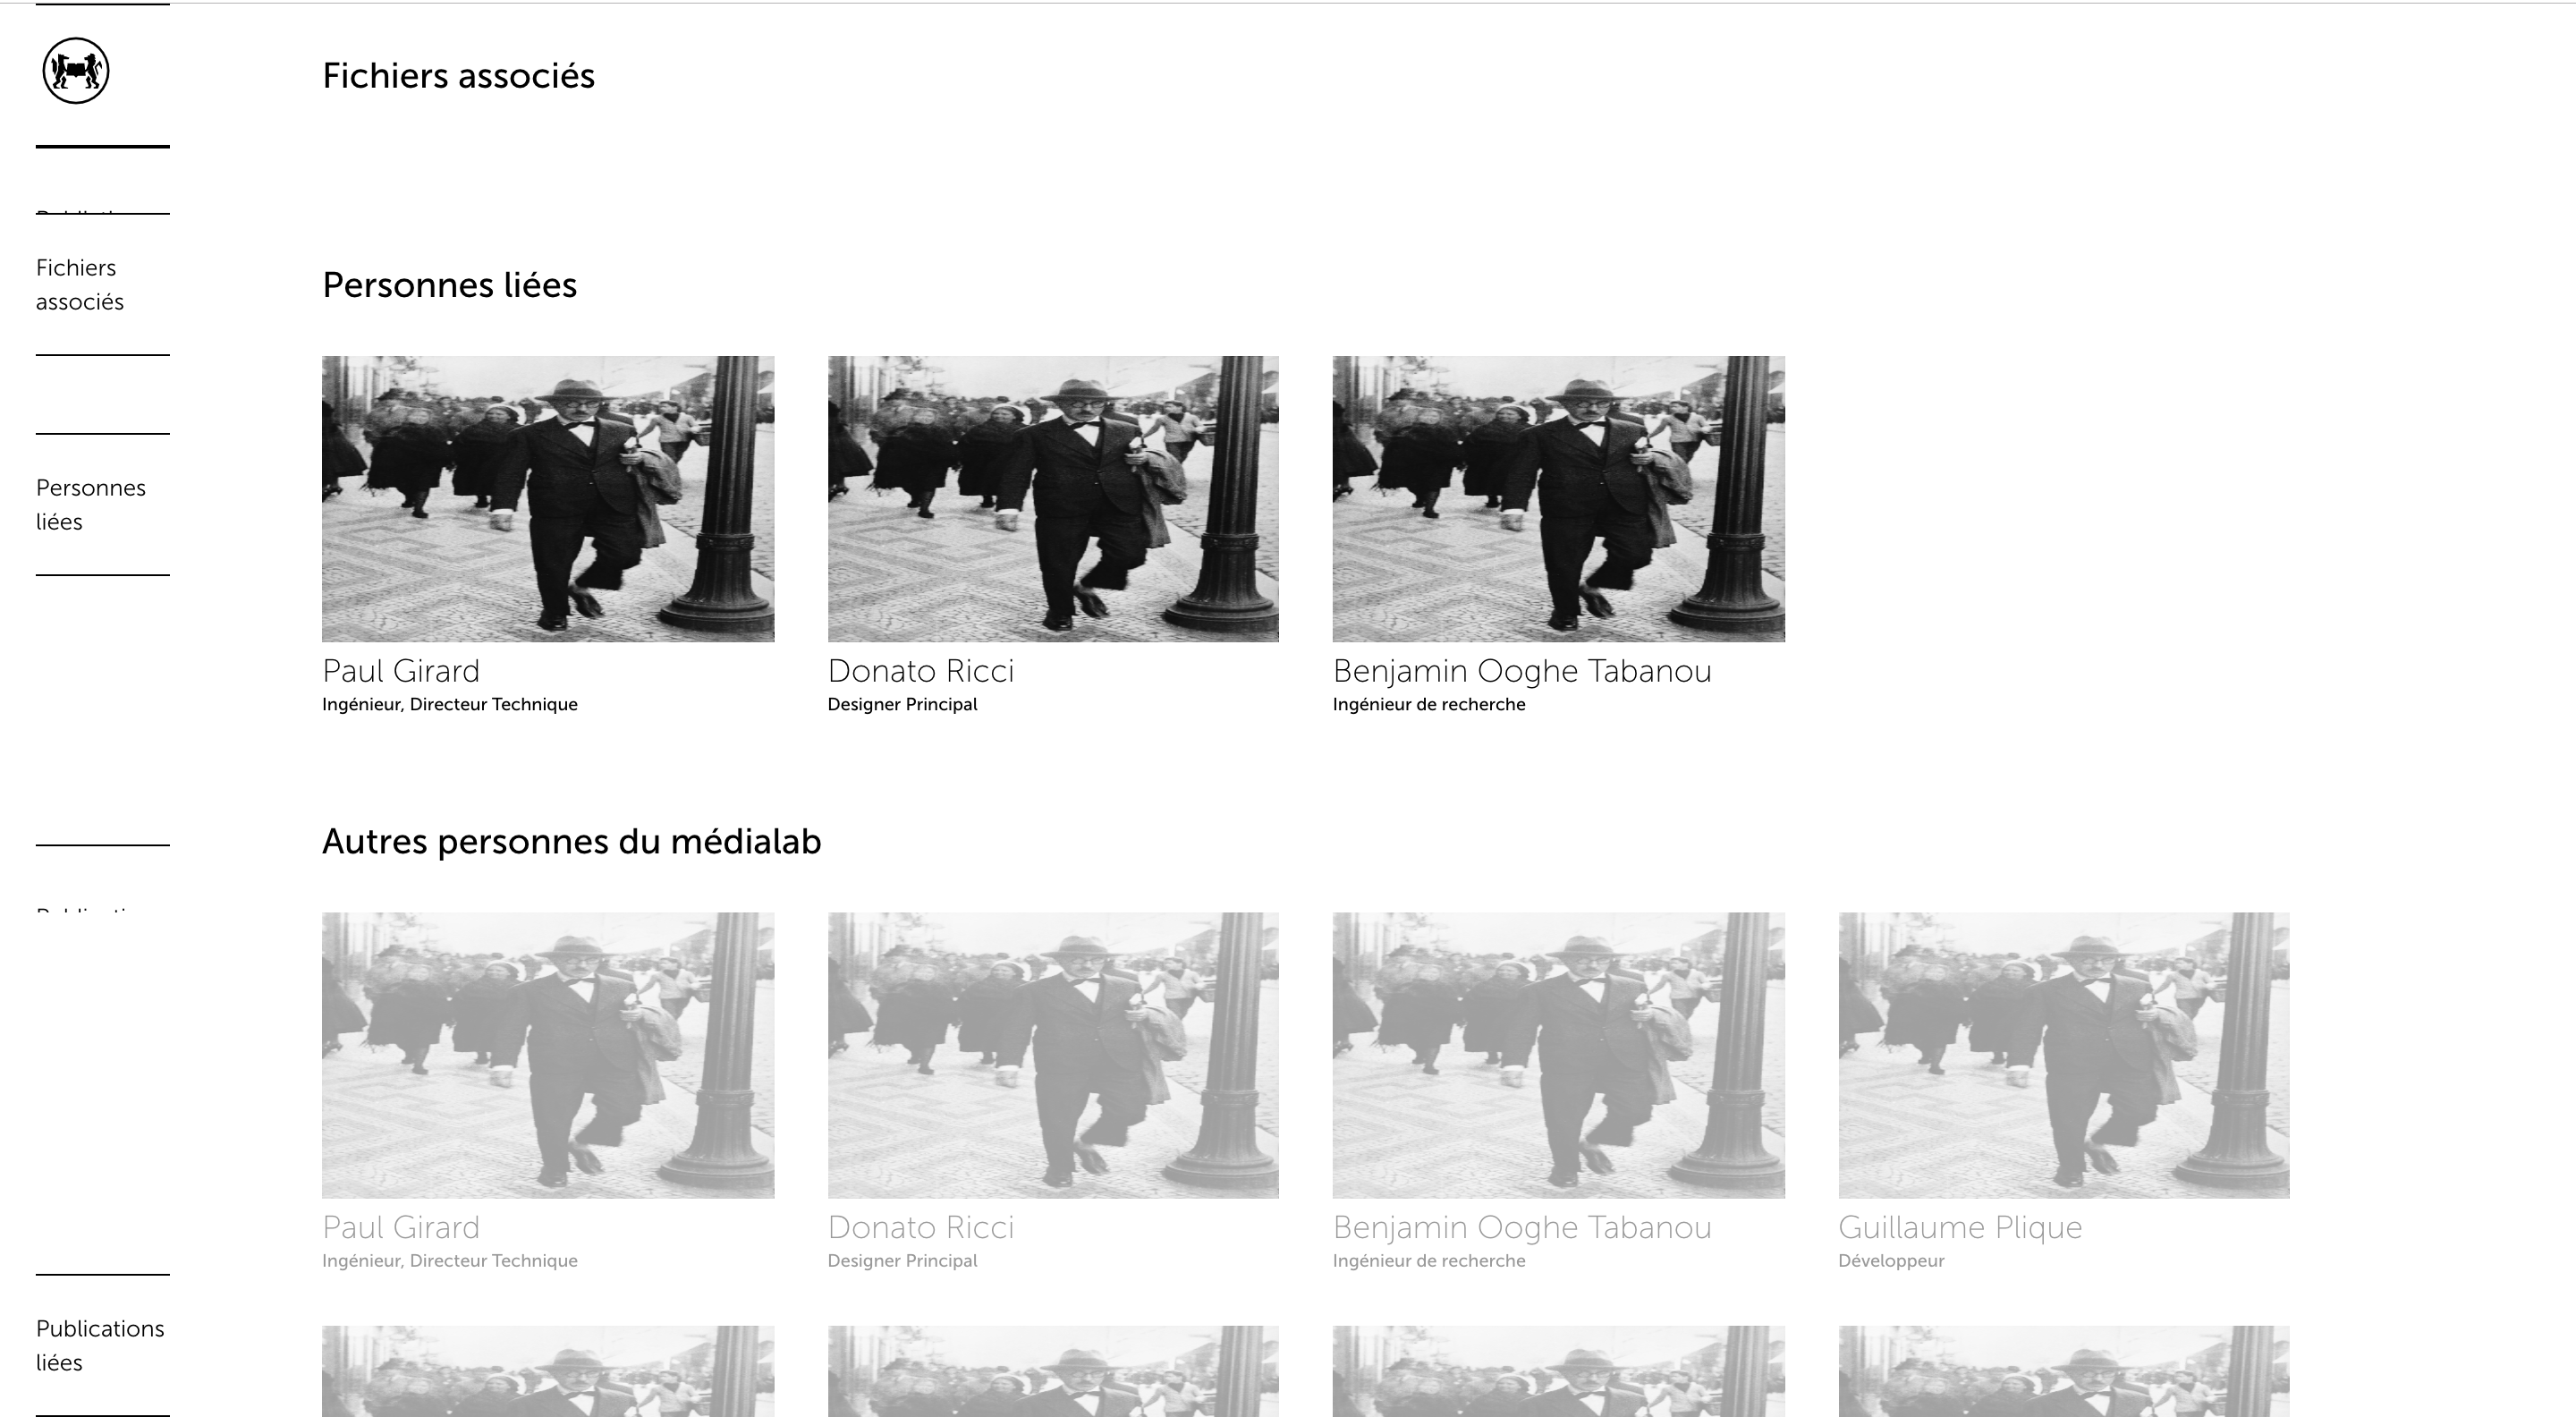 Fichiers associés
Fichiers
associés
Personnes liées
Personnes
liées
Paul Girard
Ingénieur, Directeur Technique
Donato Ricci
Designer Principal
Benjamin Ooghe Tabanou
Ingénieur de recherche
Autres personnes du médialab
Paul Girard
Ingénieur, Directeur Technique
Donato Ricci
Designer Principal
Benjamin Ooghe Tabanou
Ingénieur de recherche
Guillaume Plique
Développeur
Publications
liées